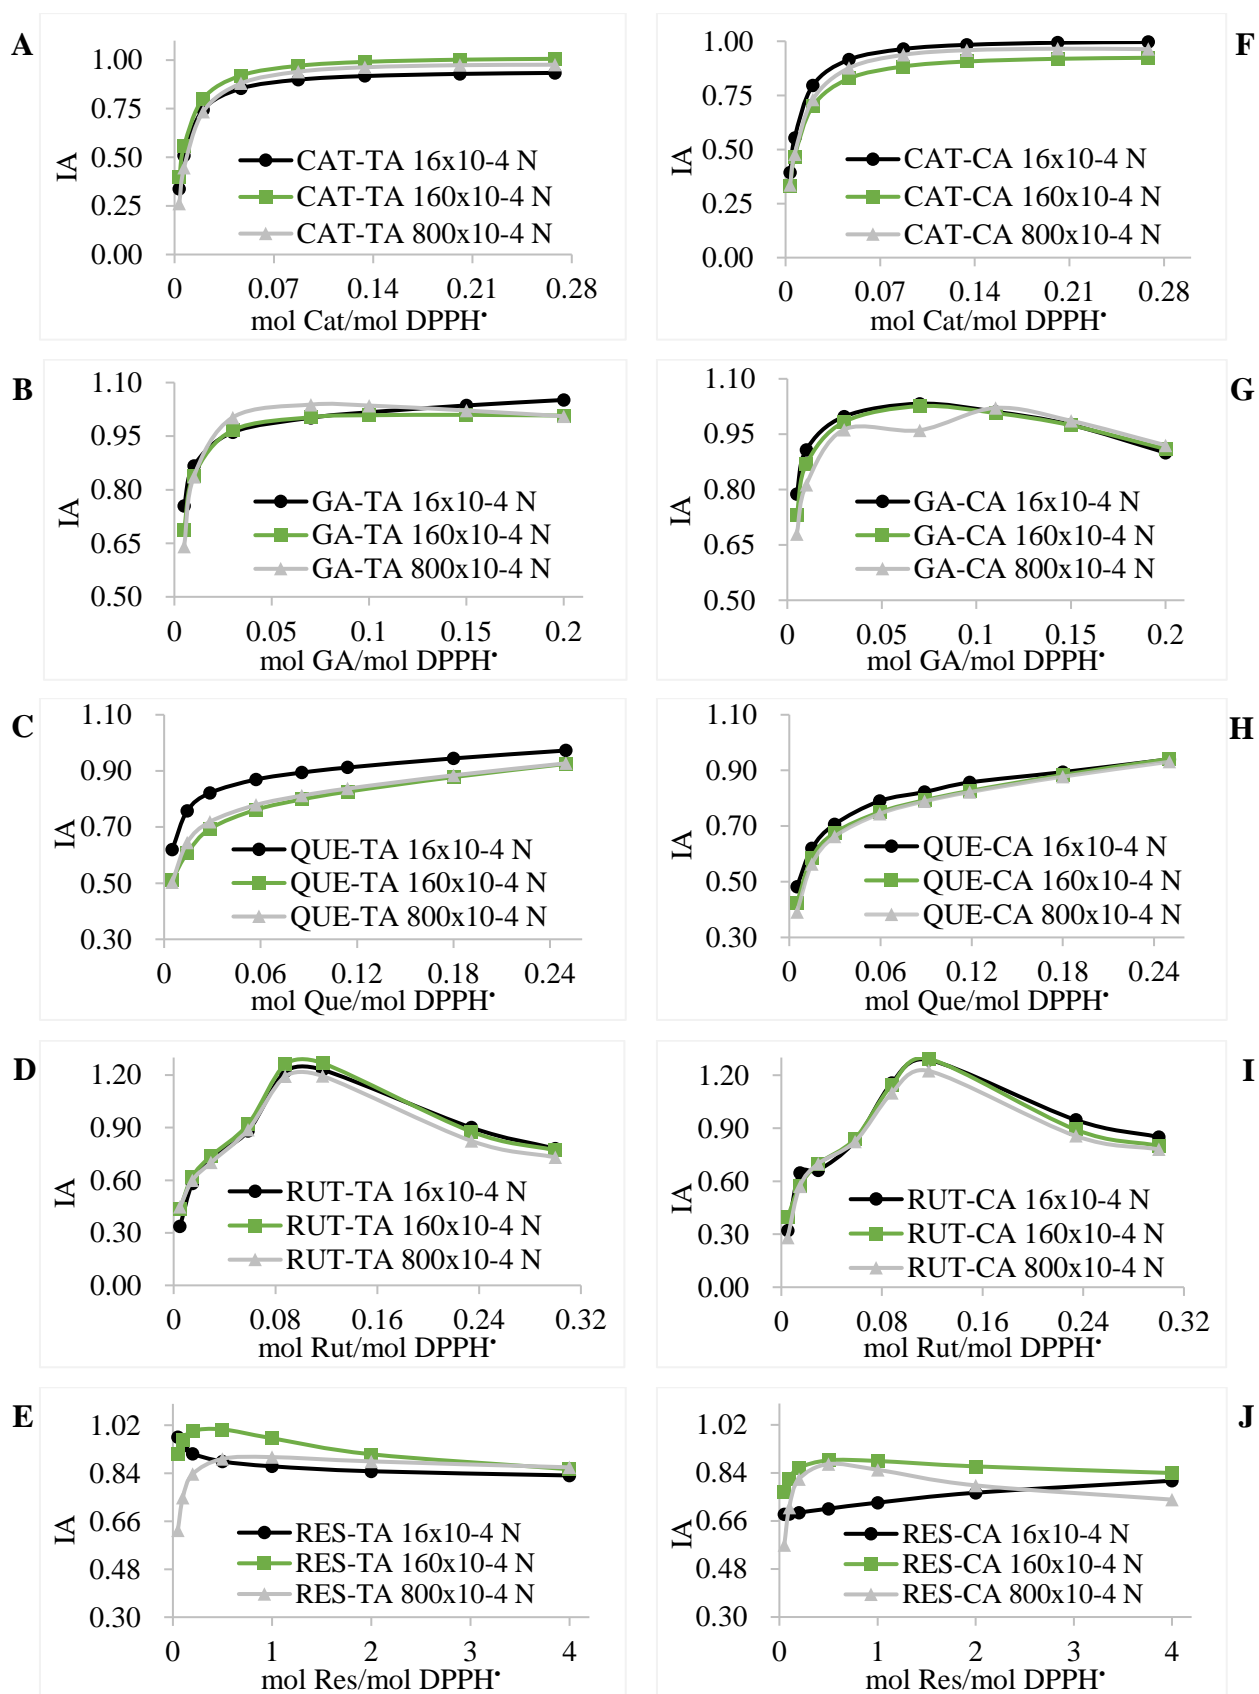 A
IA
1.00
0.75
0.50
0.25
0.00
CAT-TA 16x10-4 N
CAT-TA 160x10-4 N
CAT-TA 800x10-4 N
0 0.07 0.14 0.21 0.28
mol Cat/mol DPPH•
F
IA
1.00
0.75
0.50
0.25
0.00
CAT-CA 16x10-4 N
CAT-CA 160x10-4 N
CAT-CA 800x10-4 N
0 0.07 0.14 0.21 0.28
mol Cat/mol DPPH•
B
IA
1.10
0.95
0.80
0.65
0.50
GA-TA 16x10-4 N
GA-TA 160x10-4 N
GA-TA 800x10-4 N
0 0.05 0.1 0.15 0.2
mol GA/mol DPPH•
G
IA
1.10
0.95
0.80
0.65
0.50
GA-CA 16x10-4 N
GA-CA 160x10-4 N
GA-CA 800x10-4 N
0 0.05 0.1 0.15 0.2
mol GA/mol DPPH•
C
IA
1.10
0.90
0.70
0.50
0.30
QUE-TA 16x10-4 N
QUE-TA 160x10-4 N
QUE-TA 800x10-4 N
0 0.06 0.12 0.18 0.24
mol Que/mol DPPH•
H
IA
1.10
0.90
0.70
0.50
0.30
QUE-CA 16x10-4 N
QUE-CA 160x10-4 N
QUE-CA 800x10-4 N
0 0.06 0.12 0.18 0.24
mol Que/mol DPPH•
D
IA
1.20
0.90
0.60
0.30
0.00
RUT-TA 16x10-4 N
RUT-TA 160x10-4 N
RUT-TA 800x10-4 N
0 0.08 0.16 0.24 0.32
mol Rut/mol DPPH•
I
IA
1.20
0.90
0.60
0.30
0.00
RUT-CA 16x10-4 N
RUT-CA 160x10-4 N
RUT-CA 800x10-4 N
0 0.08 0.16 0.24 0.32
mol Rut/mol DPPH•
E
IA
1.02
0.84
0.66
0.48
0.30
RES-TA 16x10-4 N
RES-TA 160x10-4 N
RES-TA 800x10-4 N
0 1 2 3 4
mol Res/mol DPPH•
J
IA
1.02
0.84
0.66
0.48
0.30
RES-CA 16x10-4 N
RES-CA 160x10-4 N
RES-CA 800x10-4 N
0 1 2 3 4
mol Res/mol DPPH•